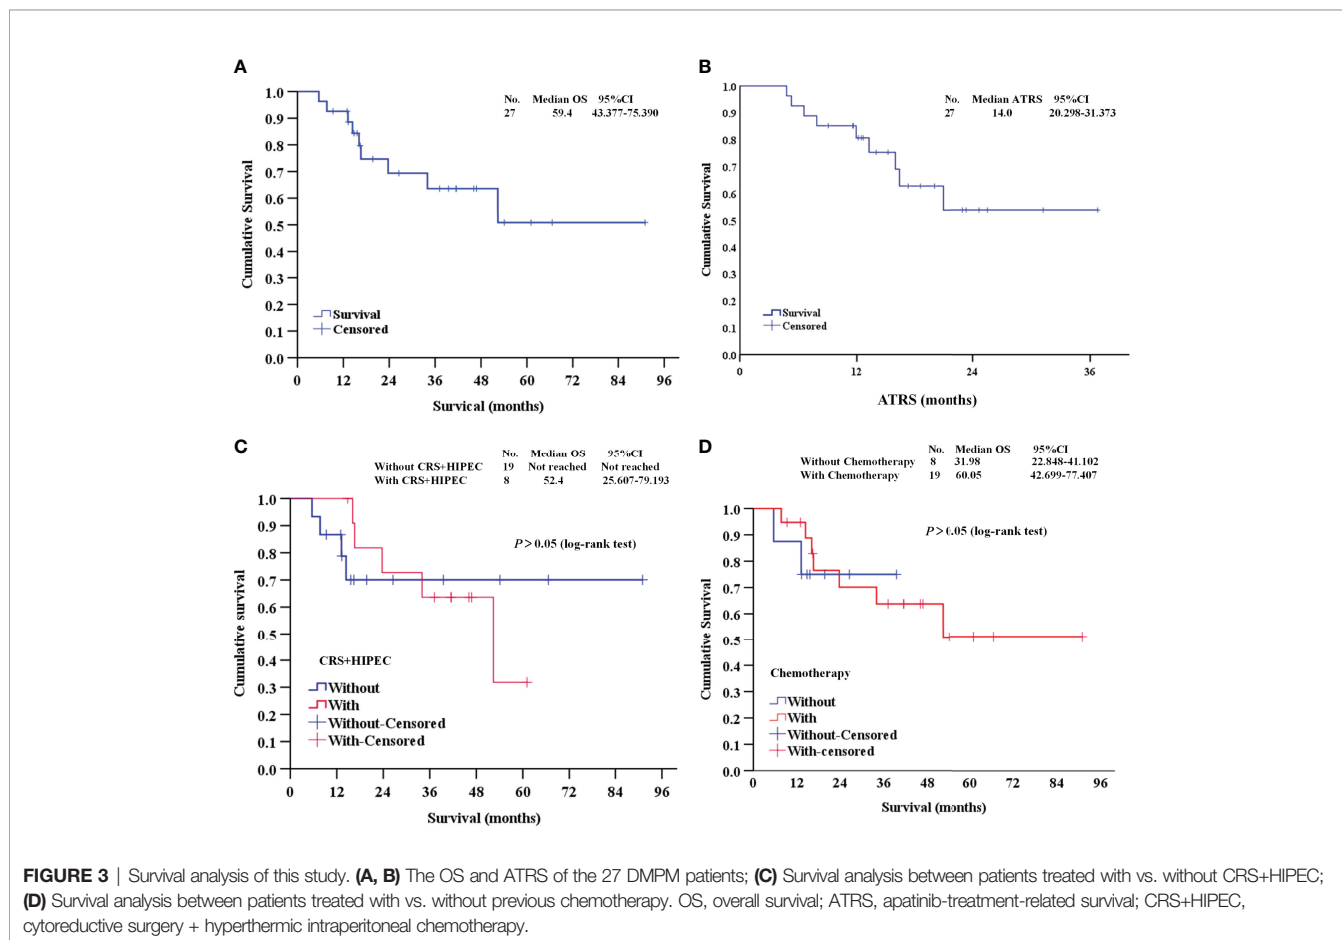 A
No. Median OS 95%CI
27 59.4 43.377-75.390
1.0
0.9
0.8
0.7
0.6
0.5
0.4
0.3
0.2
0.1
0.0
Cumulative Survival
Survival
Censored
0 12 24 36 48 60 72 84 96
Survical (months)
B
No. Median ATRS 95%CI
27 14.0 20.298-31.373
1.0
0.9
0.8
0.7
0.6
0.5
0.4
0.3
0.2
0.1
0.0
Cumulative Survival
Survival
Censored
0 12 24 36
ATRS (months)
C
No. Median OS 95%CI
Without CRS+HIPEC 19 Not reached Not reached
With CRS+HIPEC 8 52.4 25.607-79.193
1.0
0.9
0.8
0.7
0.6
0.5
0.4
0.3
0.2
0.1
0.0
Cumulative survival
P > 0.05 (log-rank test)
CRS+HIPEC
Without
With
Without-Censored
With-Censored
0 12 24 36 48 60 72 84 96
Survival (months)
D
No. Median OS 95%CI
Without Chemotherapy 8 31.98 22.848-41.102
With Chemotherapy 19 60.05 42.699-77.407
1.0
0.9
0.8
0.7
0.6
0.5
0.4
0.3
0.2
0.1
0.0
Cumulative Survival
P > 0.05 (log-rank test)
Chemotherapy
Without
With
Without-Censored
With-censored
0 12 24 36 48 60 72 84 96
Survival (months)
FIGURE 3 | Survival analysis of this study. (A, B) The OS and ATRS of the 27 DMPM patients; (C) Survival analysis between patients treated with vs. without CRS+HIPEC;
(D) Survival analysis between patients treated with vs. without previous chemotherapy. OS, overall survival; ATRS, apatinib-treatment-related survival; CRS+HIPEC,
cytoreductive surgery + hyperthermic intraperitoneal chemotherapy.